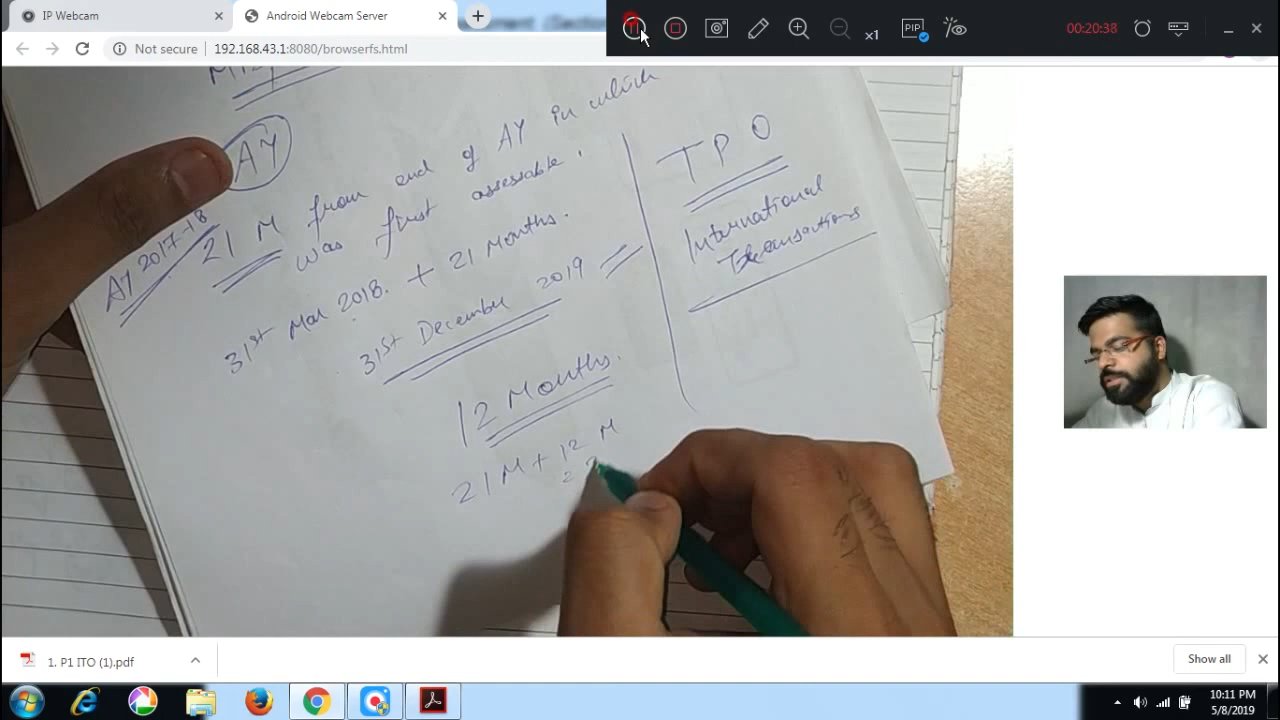 IP Webcam
Android Webcam Server
gment (Section
00:20:38
x1
PIP
Not secure
192.168.43.1:8080/browserfs.html
AY
21 M from end of AY in which
was first assessable.
AY 2017-18
31st Mar 2018. + 21 Months.
31st December 2019
12 Months.
21 M + 12 M
TPO
International
Transactions
1. P1 ITO (1).pdf
Show all
10:11 PM
5/8/2019